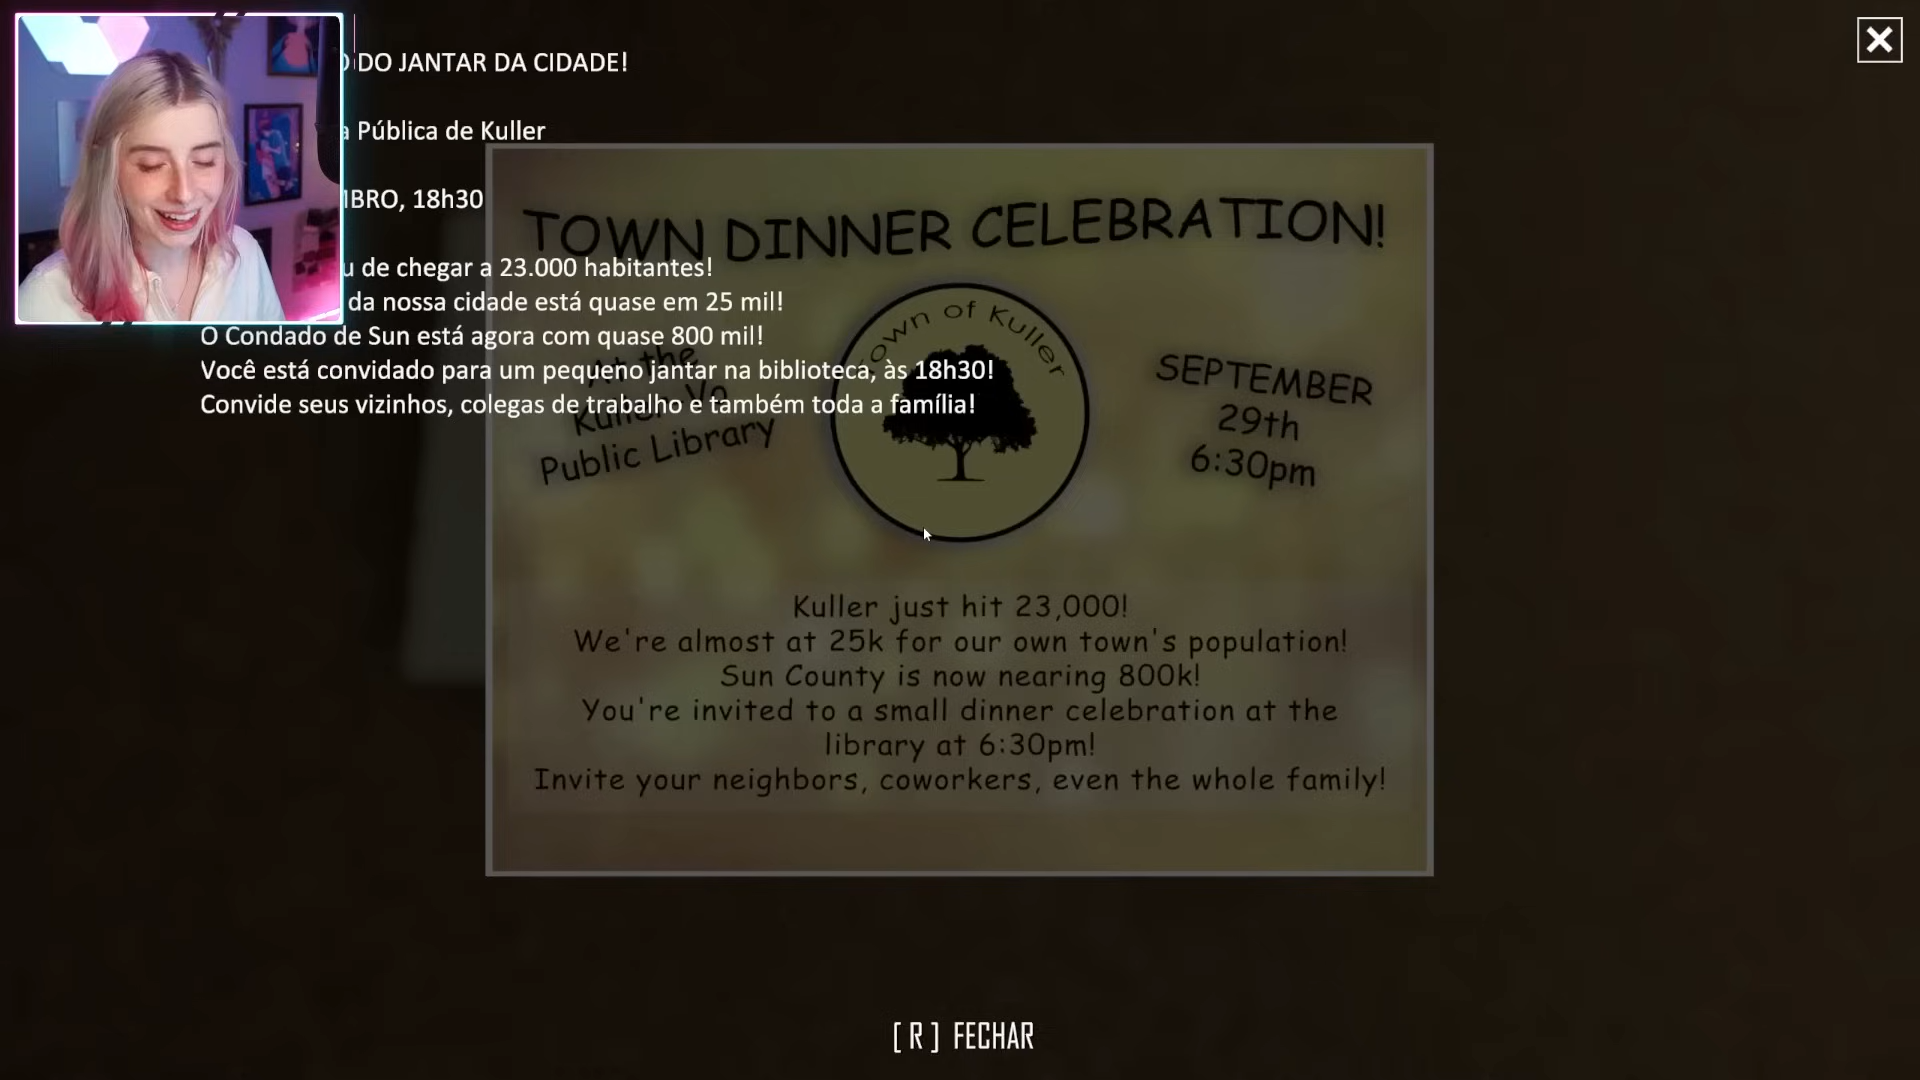 DO JANTAR DA CIDADE!
a Pública de Kuller
MBRO, 18h30
u de chegar a 23.000 habitantes!
da nossa cidade está quase em 25 mil!
O Condado de Sun está agora com quase 800 mil!
Você está convidado para um pequeno jantar na biblioteca, às 18h30!
Convide seus vizinhos, colegas de trabalho e também toda a família!
TOWN DINNER CELEBRATION!
At the
Kuller-Vo
Public Library
Town of Kuller
SEPTEMBER
29th
6:30pm
Kuller just hit 23,000!
We're almost at 25k for our own town's population!
Sun County is now nearing 800k!
You're invited to a small dinner celebration at the
library at 6:30pm!
Invite your neighbors, coworkers, even the whole family!
[ R ] FECHAR